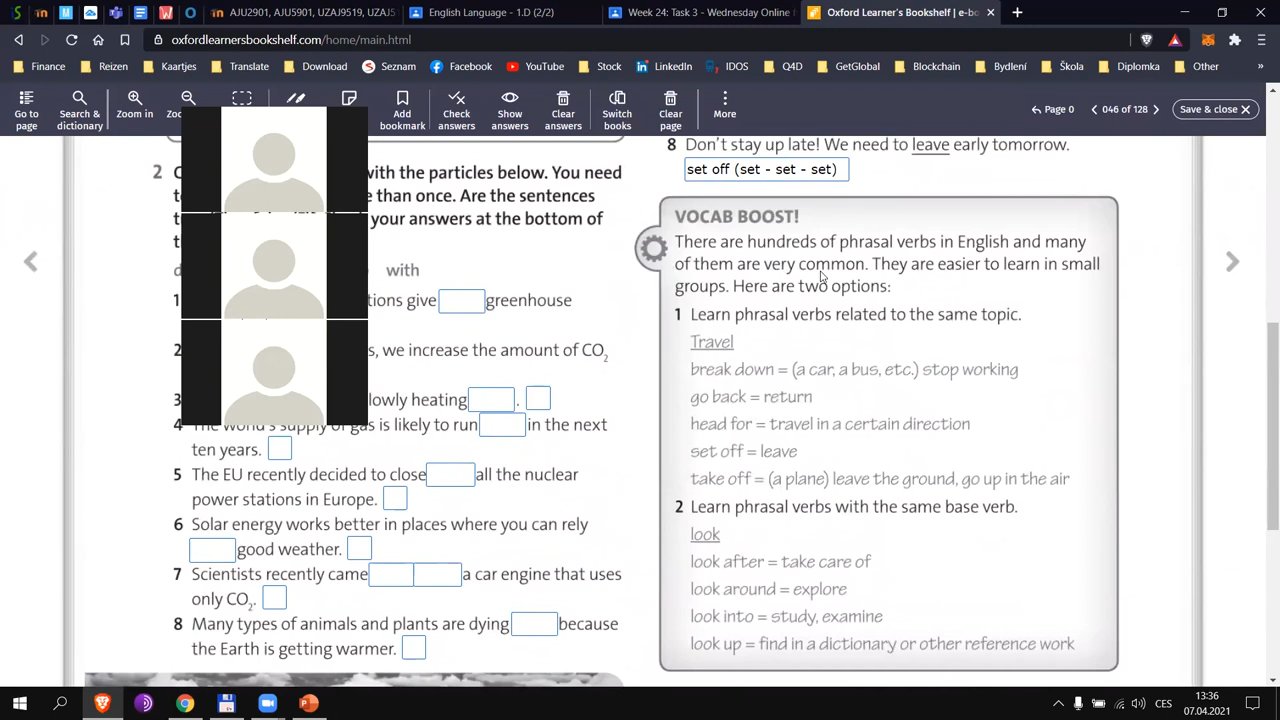 AJU2901, AJU5901, UZAJ9519, UZAJ5
English Language - 1.D (2/2)
Week 24: Task 3 - Wednesday Online
Oxford Learner's Bookshelf | e-bo
oxfordlearnersbookshelf.com/home/main.html
Finance
Reizen
Kaartjes
Translate
Download
Seznam
Facebook
YouTube
Stock
LinkedIn
IDOS
Q4D
GetGlobal
Blockchain
Bydlení
Škola
Diplomka
Other
Go to page
Search & dictionary
Zoom in
Zoom out
Add bookmark
Check answers
Show answers
Clear answers
Switch books
Clear page
More
Page 0
046 of 128
Save & close
2 with the particles below. You need
than once. Are the sentences
your answers at the bottom of
with
1 give greenhouse
2 , we increase the amount of CO2
3 lowly heating .
4 The world's supply of gas is likely to run in the next
ten years.
5 The EU recently decided to close all the nuclear
power stations in Europe.
6 Solar energy works better in places where you can rely
good weather.
7 Scientists recently came a car engine that uses
only CO2.
8 Many types of animals and plants are dying because
the Earth is getting warmer.
8 Don't stay up late! We need to leave early tomorrow.
set off (set - set - set)
VOCAB BOOST!
There are hundreds of phrasal verbs in English and many
of them are very common. They are easier to learn in small
groups. Here are two options:
1 Learn phrasal verbs related to the same topic.
Travel
break down = (a car, a bus, etc.) stop working
go back = return
head for = travel in a certain direction
set off = leave
take off = (a plane) leave the ground, go up in the air
2 Learn phrasal verbs with the same base verb.
look
look after = take care of
look around = explore
look into = study, examine
look up = find in a dictionary or other reference work
CES
13:36
07.04.2021